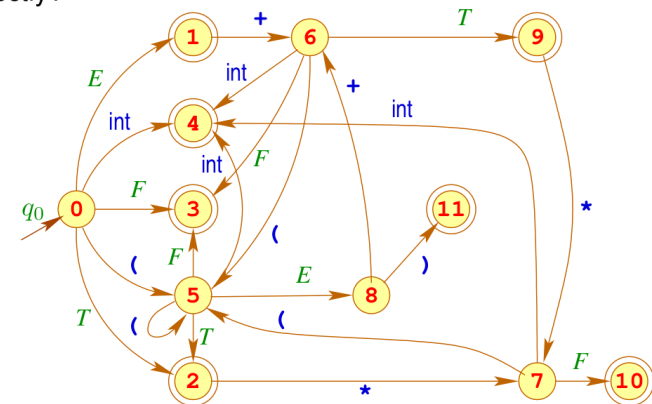 1 + 6 T 9
E int +
int 4 int
int F
q0 0 F 3 11 *
( F ( )
5 E 8
( T (
T 2 * 7 F 10